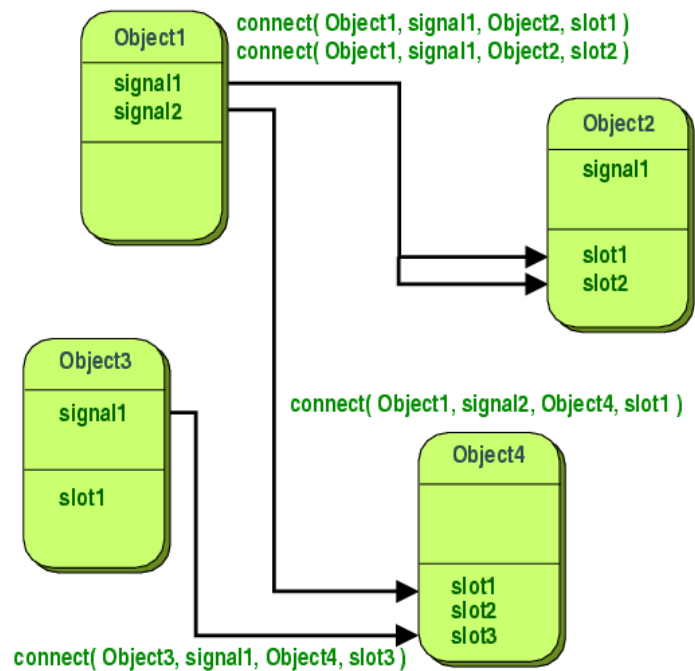 Object1
signal1
signal2
connect( Object1, signal1, Object2, slot1 )
connect( Object1, signal1, Object2, slot2 )
Object2
signal1
slot1
slot2
Object3
signal1
slot1
connect( Object1, signal2, Object4, slot1 )
Object4
slot1
slot2
slot3
connect( Object3, signal1, Object4, slot3 )